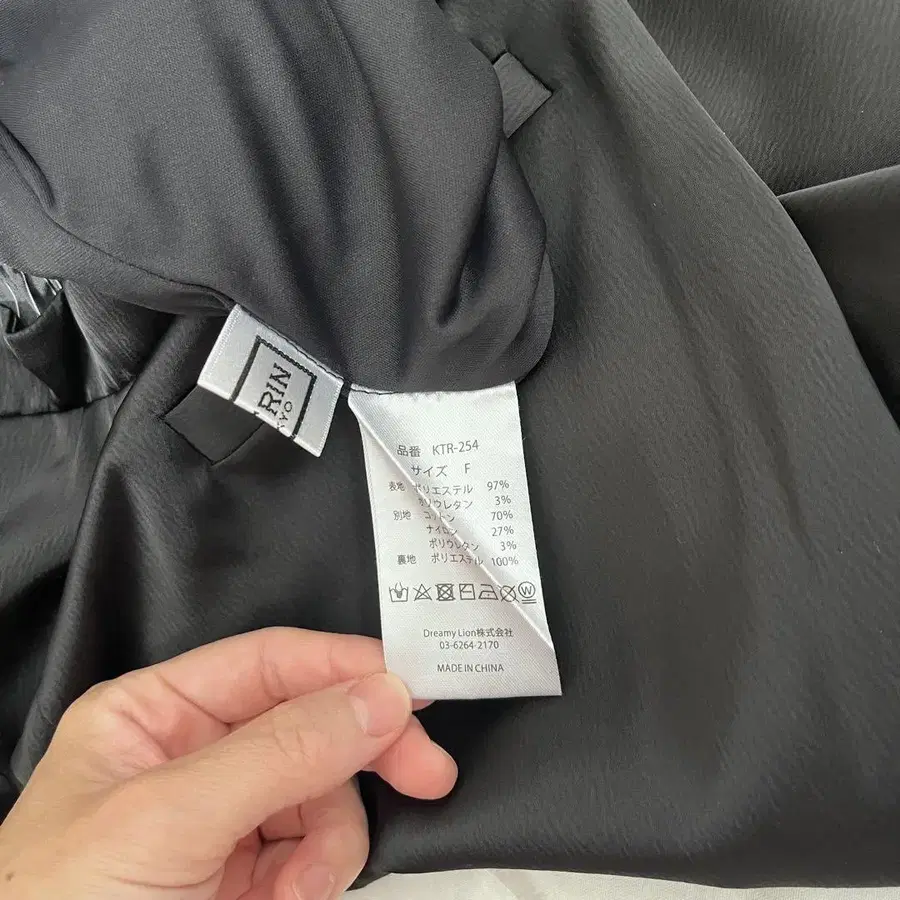 RIN
KYO
品番 KTR-254
サイズ F
表地 ポリエステル 97%
ポリウレタン 3%
別地 コットン 70%
ナイロン 27%
ポリウレタン 3%
裏地 ポリエステル 100%
W
Dreamy Lion株式会社
03-6264-2170
MADE IN CHINA